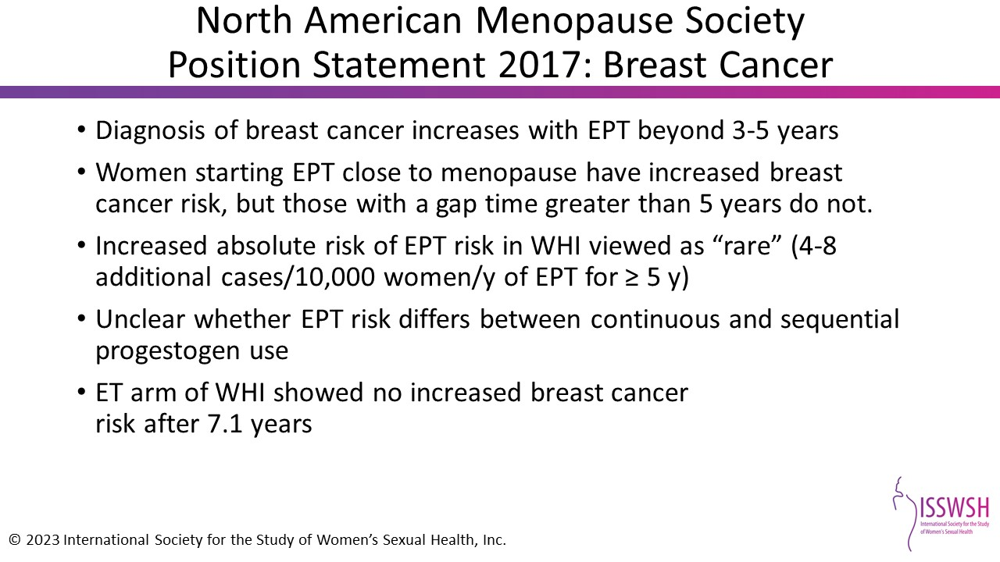 North American Menopause Society
Position Statement 2017: Breast Cancer
• Diagnosis of breast cancer increases with EPT beyond 3-5 years
• Women starting EPT close to menopause have increased breast
cancer risk, but those with a gap time greater than 5 years do not.
• Increased absolute risk of EPT risk in WHI viewed as “rare” (4-8
additional cases/10,000 women/y of EPT for ≥ 5 y)
• Unclear whether EPT risk differs between continuous and sequential
progestogen use
• ET arm of WHI showed no increased breast cancer
risk after 7.1 years
ISSWSH
International Society for the Study
of Women's Sexual Health
© 2023 International Society for the Study of Women’s Sexual Health, Inc.